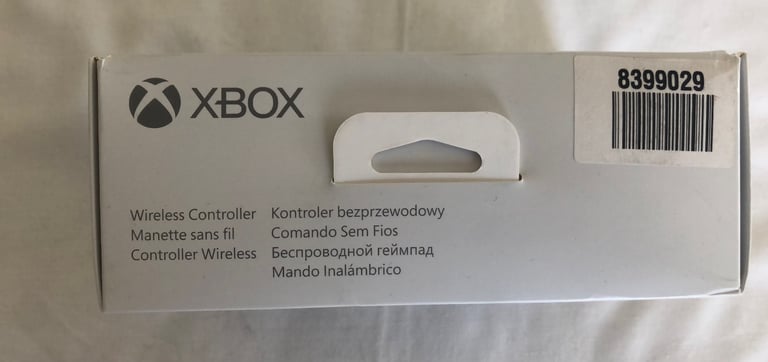 XBOX
8399029
Wireless Controller
Manette sans fil
Controller Wireless
Kontroler bezprzewodowy
Comando Sem Fios
Беспроводной геймпад
Mando Inalámbrico